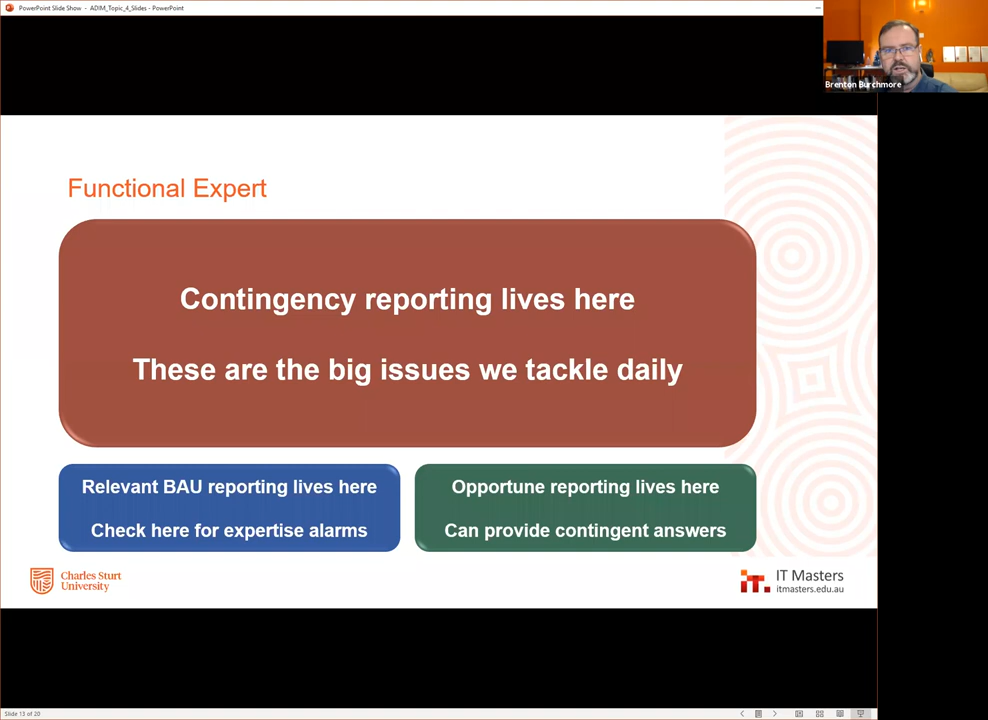 PowerPoint Slide Show - ADIM_Topic_4_Slides - PowerPoint
Brenton Burchmore
Functional Expert
Contingency reporting lives here
These are the big issues we tackle daily
Relevant BAU reporting lives here
Check here for expertise alarms
Opportune reporting lives here
Can provide contingent answers
Charles Sturt
University
IT Masters
itmasters.edu.au
Slide 13 of 20